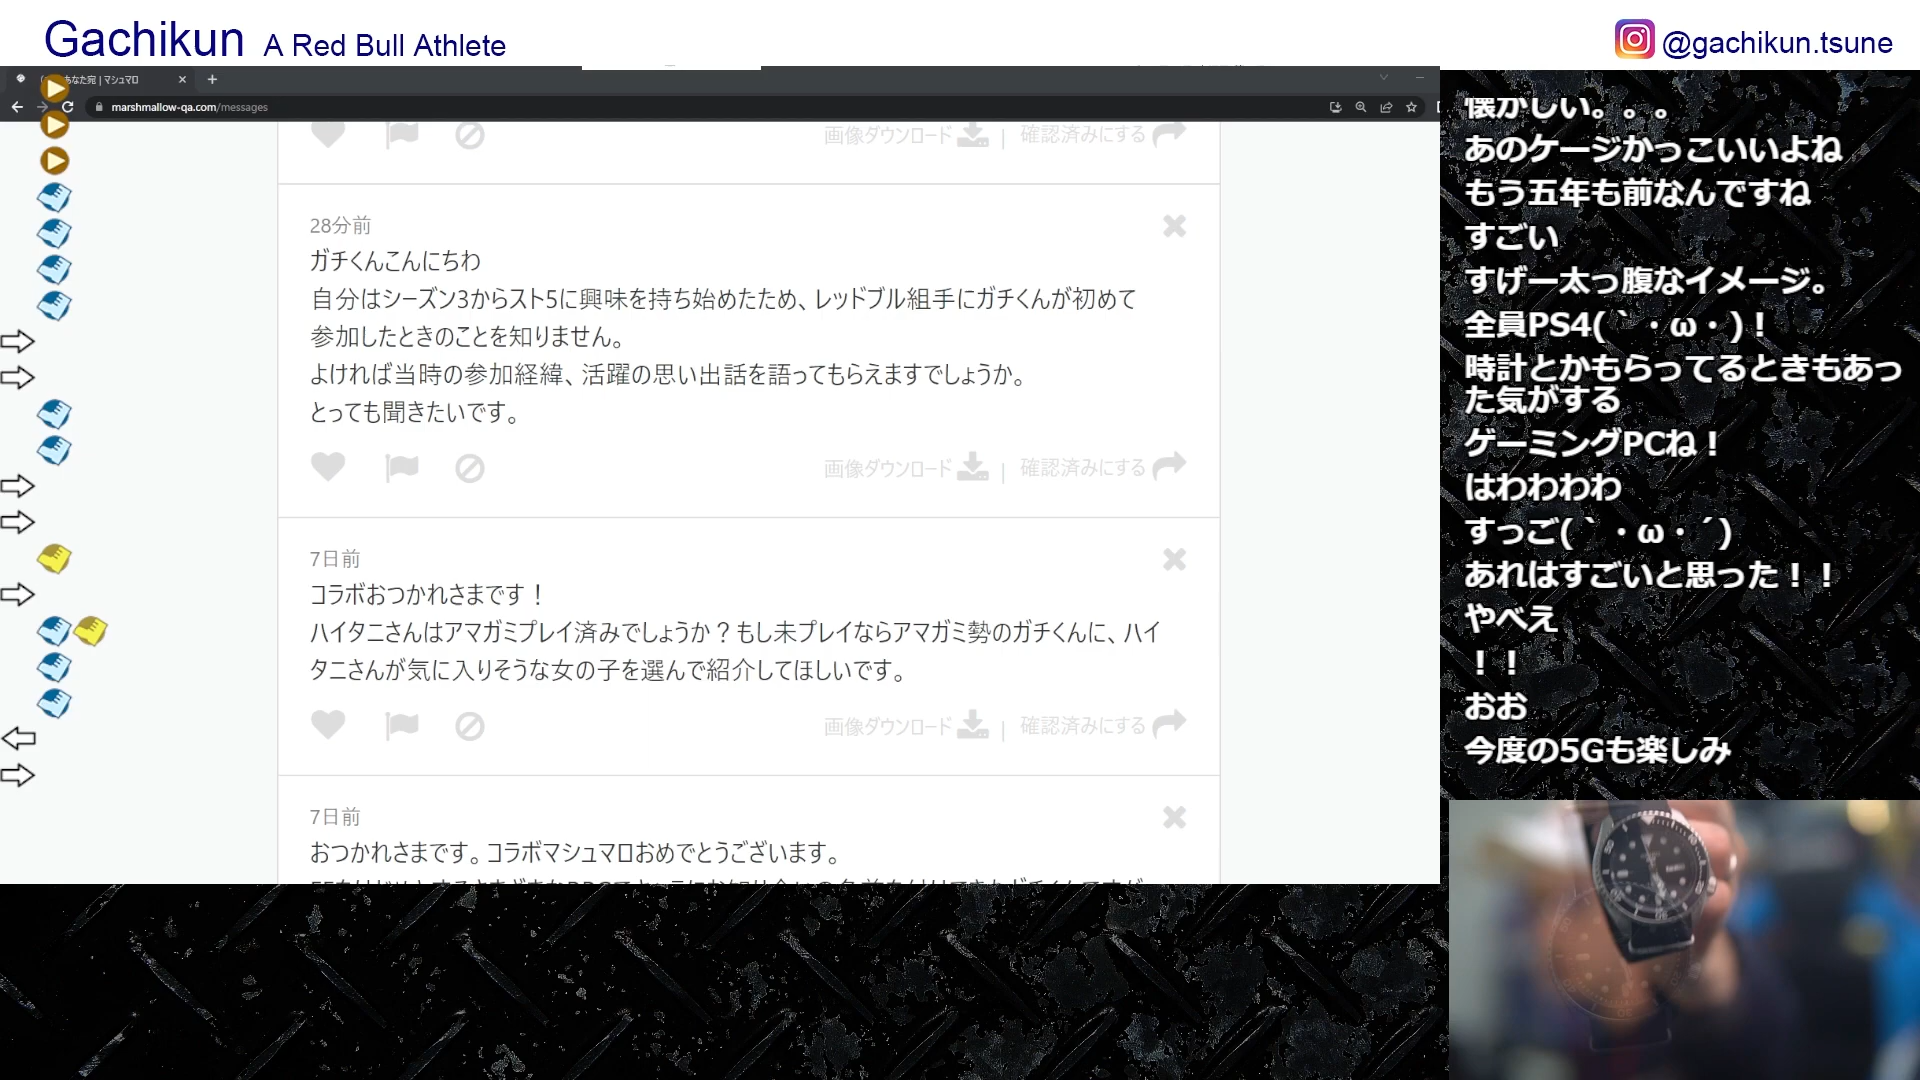 Gachikun A Red Bull Athlete
@gachikun.tsune
あなた宛 | マシュマロ
marshmallow-qa.com/messages
画像ダウンロード | 確認済みにする
28分前
ガチくんこんにちわ
自分はシーズン3からスト5に興味を持ち始めたため、レッドブル組手にガチくんが初めて
参加したときのことを知りません。
よければ当時の参加経緯、活躍の思い出話を語ってもらえますでしょうか。
とっても聞きたいです。
画像ダウンロード | 確認済みにする
7日前
コラボおつかれさまです！
ハイタニさんはアマガミプレイ済みでしょうか？もし未プレイならアマガミ勢のガチくんに、ハイ
タニさんが気に入りそうな女の子を選んで紹介してほしいです。
画像ダウンロード | 確認済みにする
7日前
おつかれさまです。コラボマシュマロおめでとうございます。
懐かしい。。。
あのケージかっこいいよね
もう五年も前なんですね
すごい
すげー太っ腹なイメージ。
全員PS4(｀・ω・)！
時計とかもらってるときもあっ
た気がする
ゲーミングPCね！
はわわわわ
すっご(｀・ω・´)
あれはすごいと思った！！
やべえ
！！
おお
今度の5Gも楽しみ